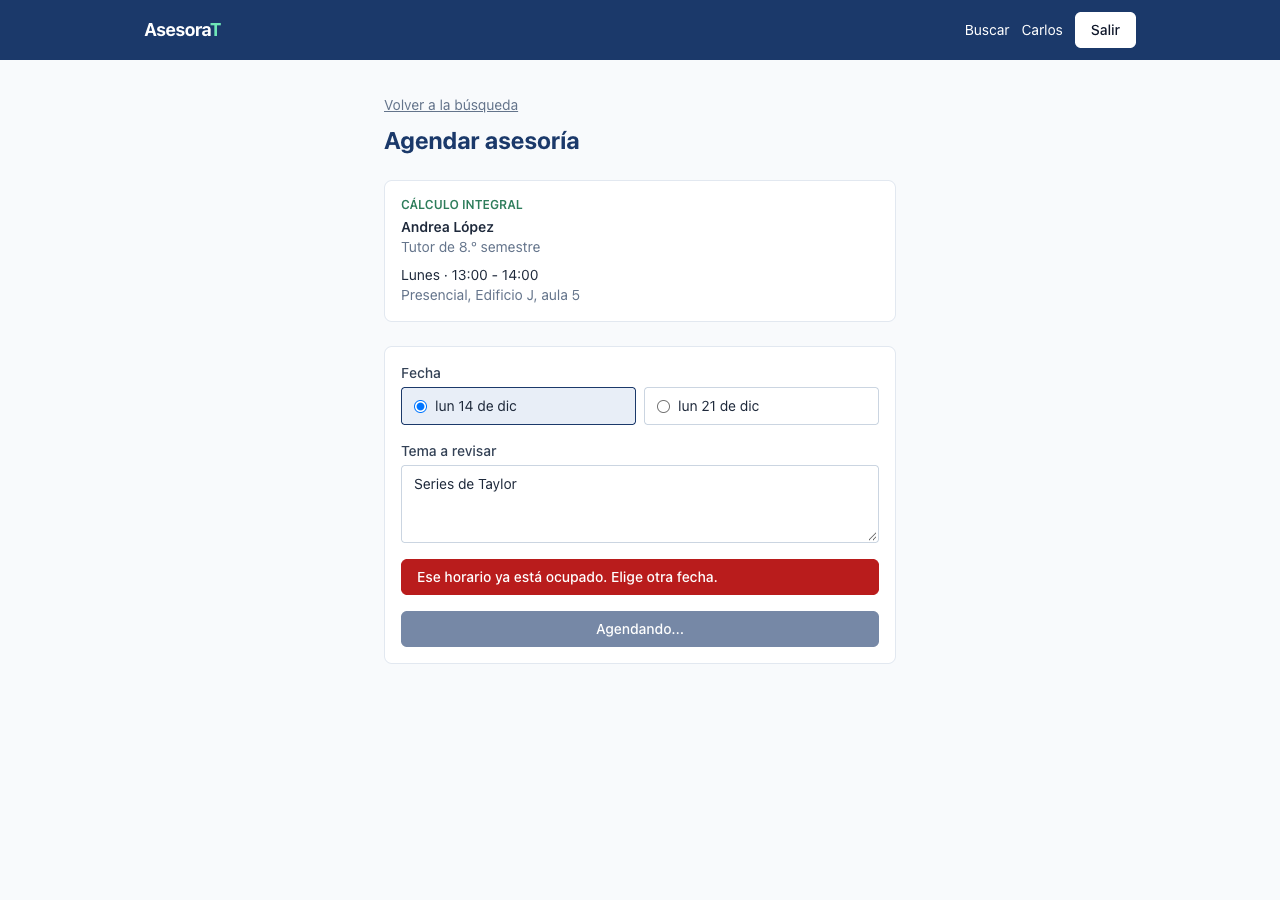 AsesoraT
Buscar Carlos Salir
Volver a la búsqueda
Agendar asesoría
CÁLCULO INTEGRAL
Andrea López
Tutor de 8.º semestre
Lunes · 13:00 - 14:00
Presencial, Edificio J, aula 5
Fecha
lun 14 de dic
lun 21 de dic
Tema a revisar
Series de Taylor
Ese horario ya está ocupado. Elige otra fecha.
Agendando...